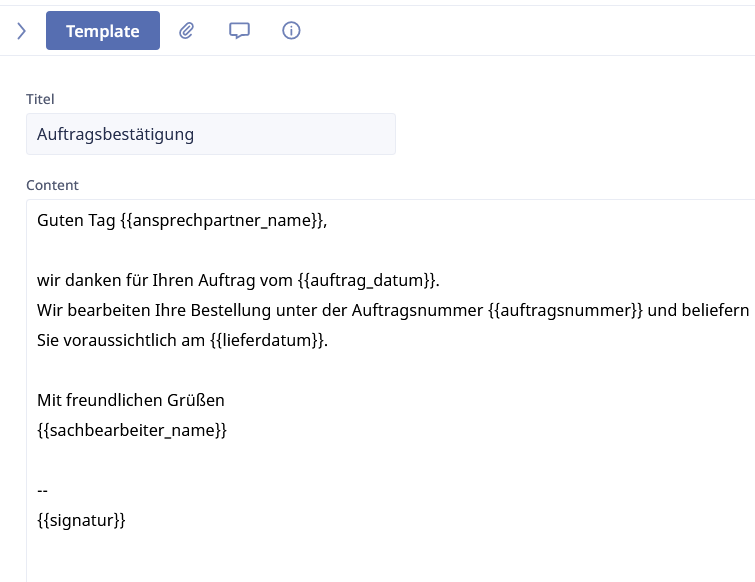 Template
Titel
Auftragsbestätigung
Content
Guten Tag {{ansprechpartner_name}},
wir danken für Ihren Auftrag vom {{auftrag_datum}}.
Wir bearbeiten Ihre Bestellung unter der Auftragsnummer {{auftragsnummer}} und beliefern
Sie voraussichtlich am {{lieferdatum}}.
Mit freundlichen Grüßen
{{sachbearbeiter_name}}
--
{{signatur}}